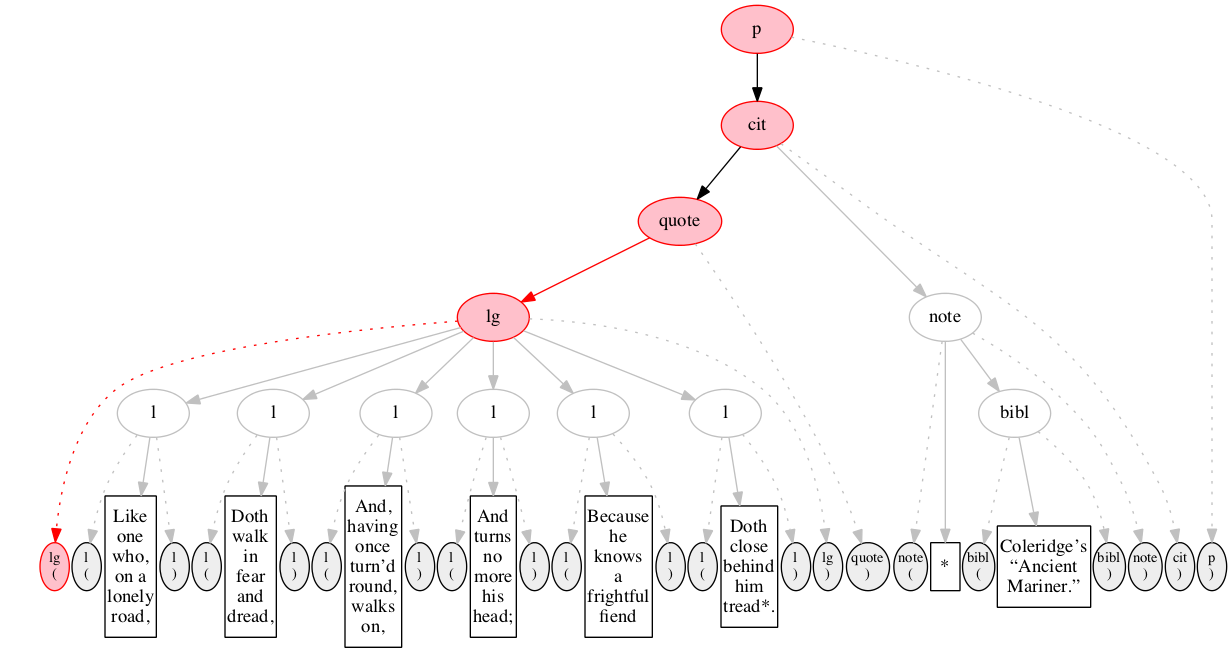 p
cit
quote
lg
note
l
l
l
l
l
l
bibl
lg
(
l
(
Like
one
who,
on a
lonely
road,
l
)
l
(
Doth
walk
in
fear
and
dread,
l
)
l
(
And,
having
once
turn’d
round,
walks
on,
l
)
l
(
And
turns
no
more
his
head;
l
)
l
(
Because
he
knows
a
frightful
fiend
l
)
l
(
Doth
close
behind
him
tread*.
l
)
lg
)
quote
)
note
(
*
bibl
(
Coleridge’s
“Ancient
Mariner.”
bibl
)
note
)
cit
)
p
)